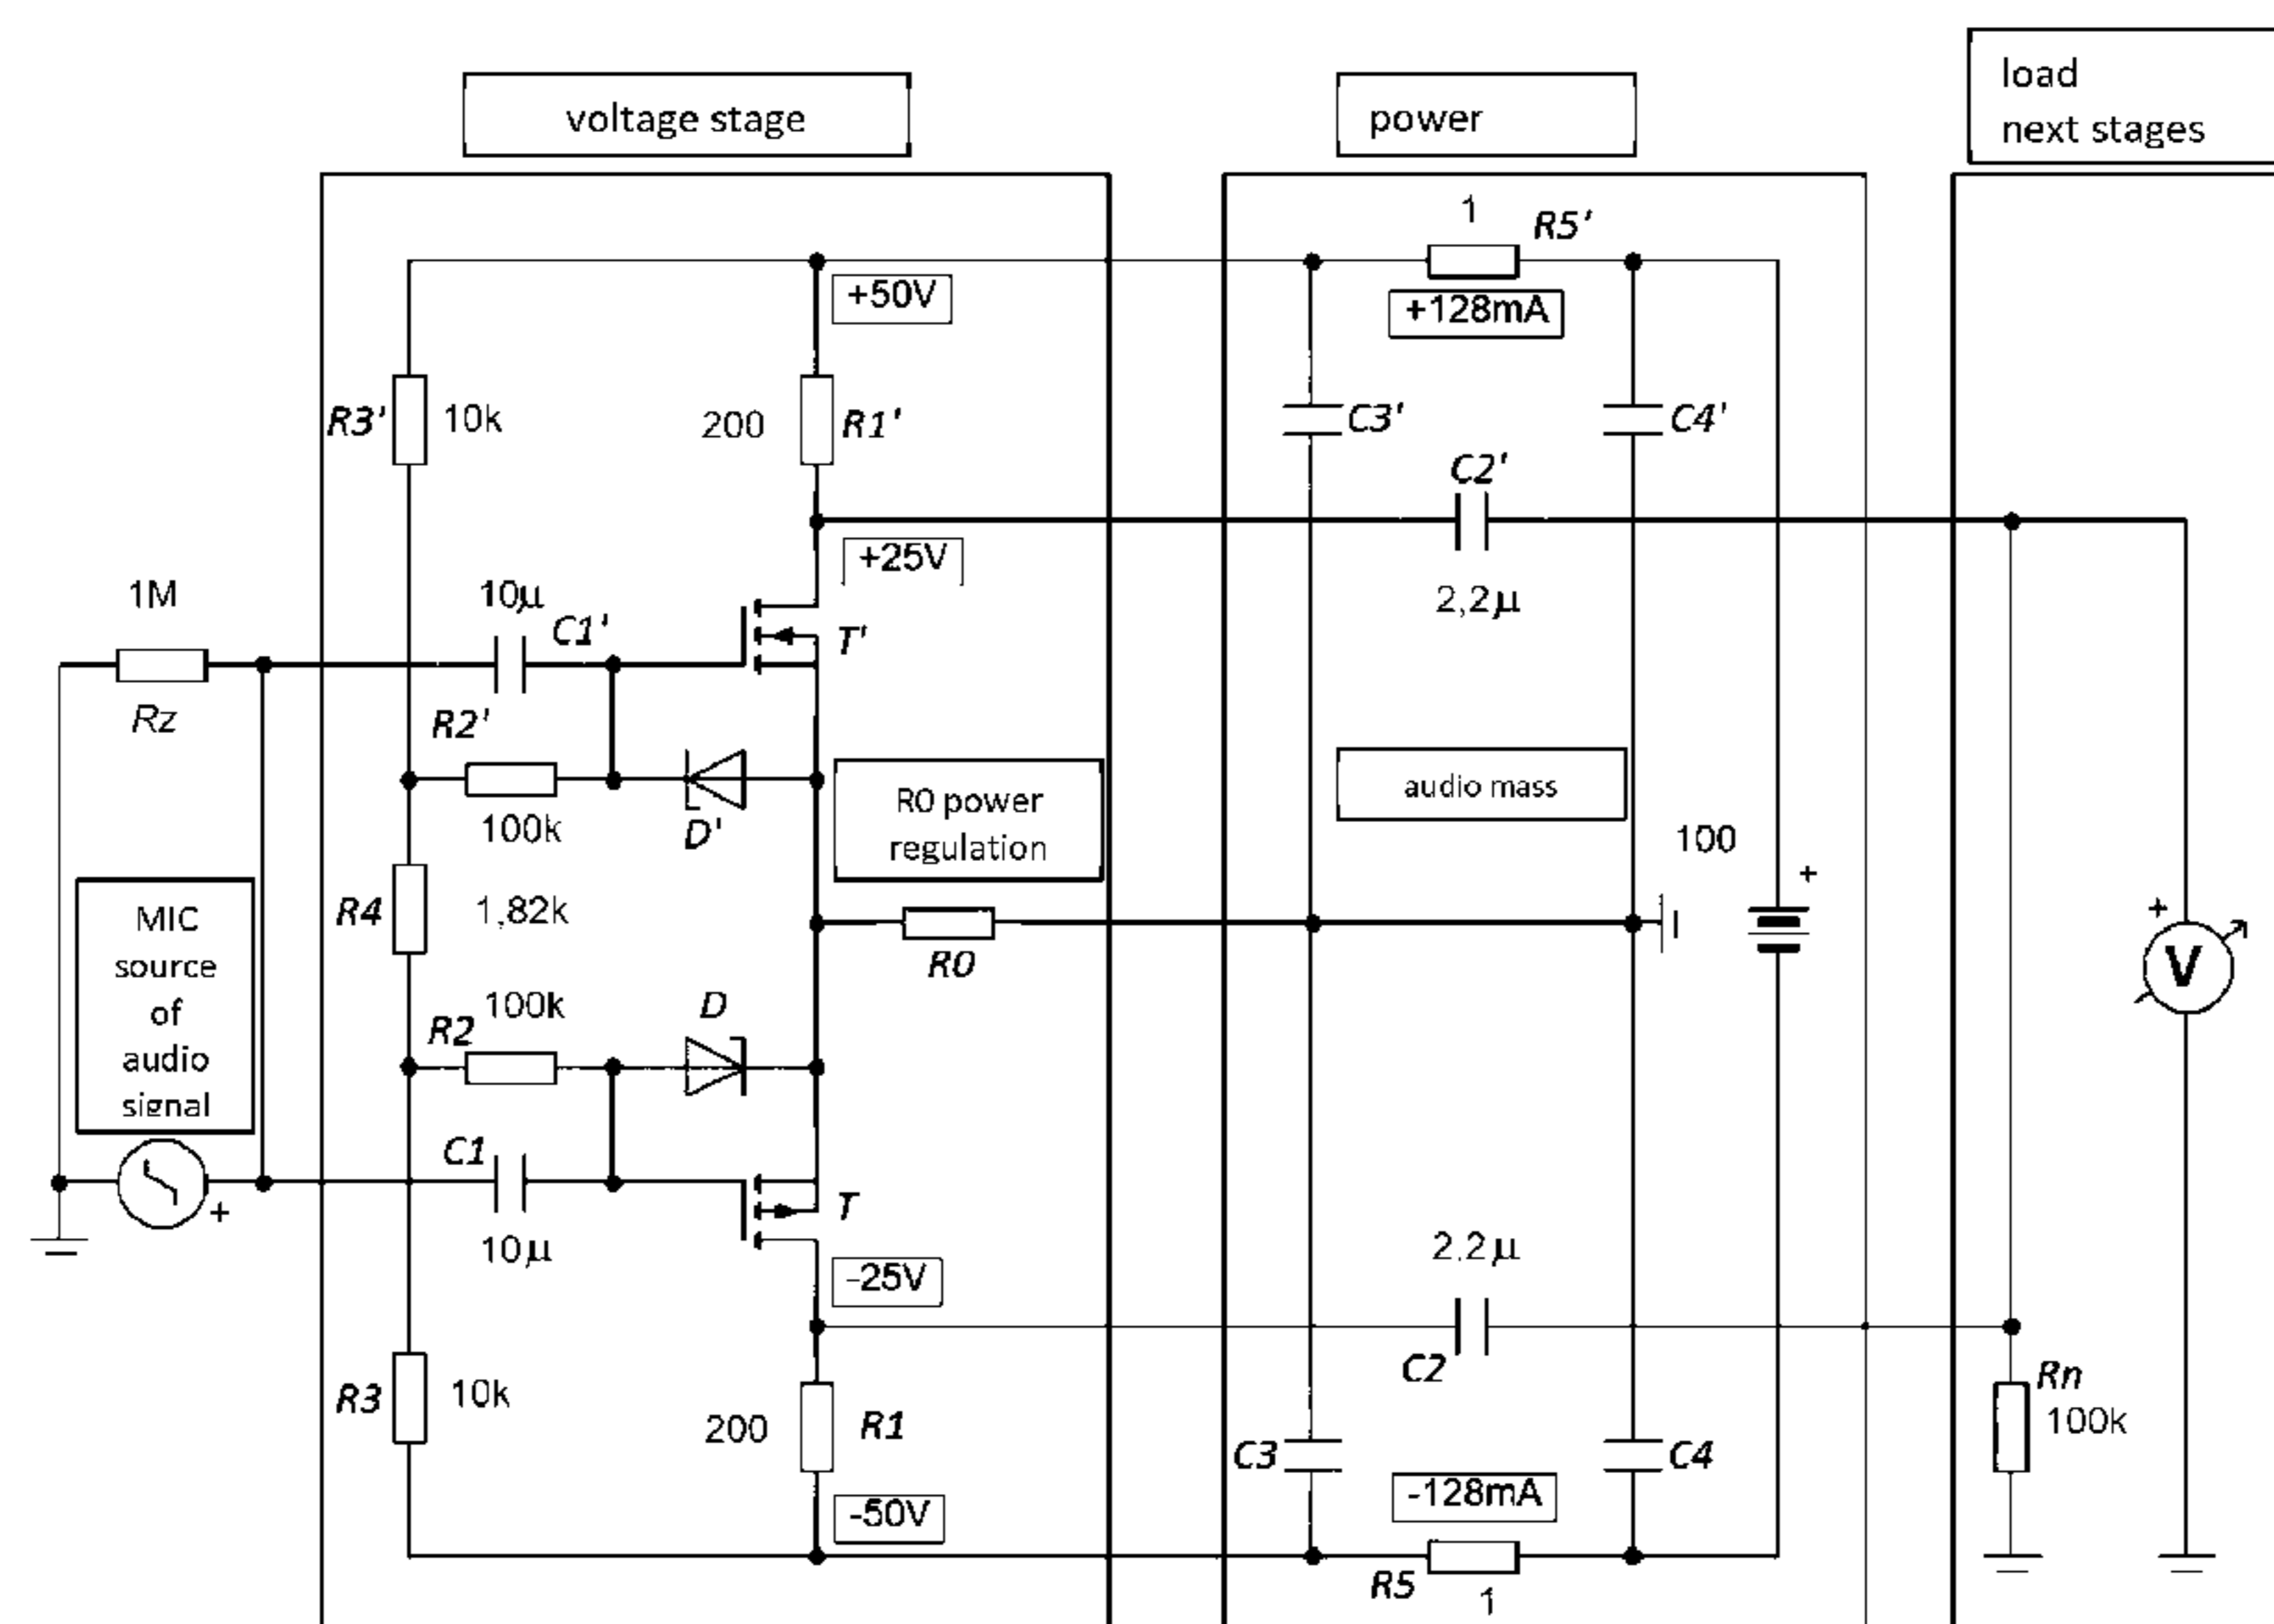 voltage stage
power
load
next stages
1
R5'
+50V
+128mA
R3'
10k
200
R1'
C3'
C4'
C2'
+25V
2,2µ
1M
10µ
C1'
T'
Rz
R2'
100k
D'
R0 power
regulation
audio mass
100
+
MIC
source
of
audio
signal
R4
1,82k
R0
+
V
100k
D
R2
C1
T
+
10µ
-25V
2,2µ
C2
Rn
100k
R3
10k
200
R1
C3
C4
-128mA
-50V
R5
1